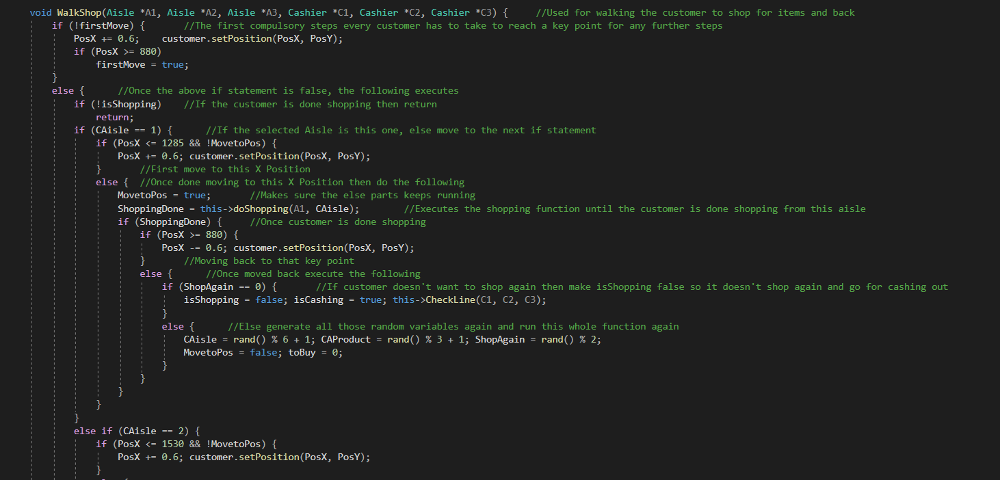 void WalkShop(Aisle *A1, Aisle *A2, Aisle *A3, Cashier *C1, Cashier *C2, Cashier *C3) {     //Used for walking the customer to shop for items and back
    if (!firstMove) {       //The first compulsory steps every customer has to take to reach a key point for any further steps
        PosX += 0.6;    customer.setPosition(PosX, PosY);
        if (PosX >= 880)
            firstMove = true;
    }
    else {      //Once the above if statement is false, the following executes
        if (!isShopping)    //If the customer is done shopping then return
            return;
        if (CAisle == 1) {      //If the selected Aisle is this one, else move to the next if statement
            if (PosX <= 1285 && !MovetoPos) {
                PosX += 0.6; customer.setPosition(PosX, PosY);
            }       //First move to this X Position
            else {  //Once done moving to this X Position then do the following
                MovetoPos = true;       //Makes sure the else parts keeps running
                ShoppingDone = this->doShopping(A1, CAisle);        //Executes the shopping function until the customer is done shopping from this aisle
                if (ShoppingDone) {     //Once customer is done shopping
                    if (PosX >= 880) {
                        PosX -= 0.6; customer.setPosition(PosX, PosY);
                    }       //Moving back to that key point
                    else {      //Once moved back execute the following
                        if (ShopAgain == 0) {       //If customer doesn't want to shop again then make isShopping false so it doesn't shop again and go for cashing out
                            isShopping = false; isCashing = true; this->CheckLine(C1, C2, C3);
                        }
                        else {      //Else generate all those random variables again and run this whole function again
                            CAisle = rand() % 6 + 1; CAProduct = rand() % 3 + 1; ShopAgain = rand() % 2;
                            MovetoPos = false; toBuy = 0;
                        }
                    }
                }
            }
        }
        else if (CAisle == 2) {
            if (PosX <= 1530 && !MovetoPos) {
                PosX += 0.6; customer.setPosition(PosX, PosY);
            }